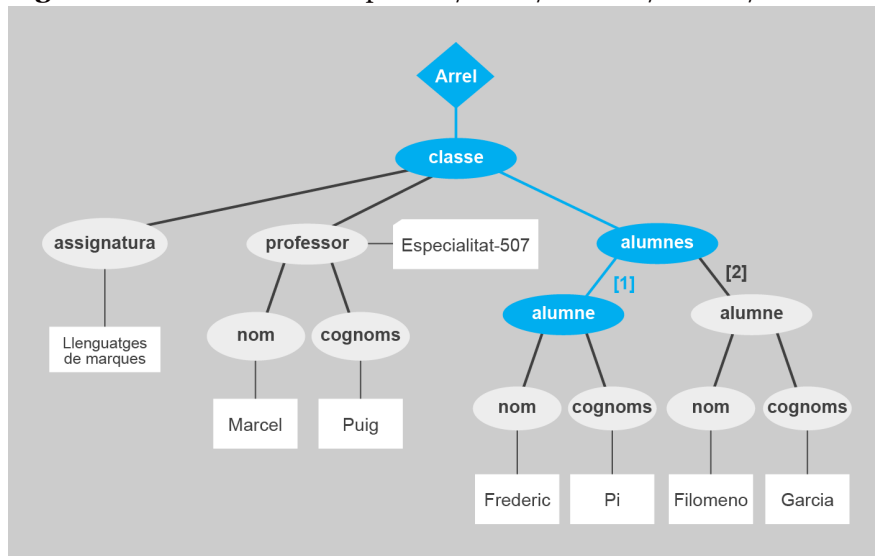 Arrel
classe
assignatura
professor
Especialitat-507
alumnes
[1]
[2]
alumne
alumne
Llenguatges
de marques
nom
cognoms
nom
cognoms
nom
cognoms
Marcel
Puig
Frederic
Pi
Filomeno
Garcia